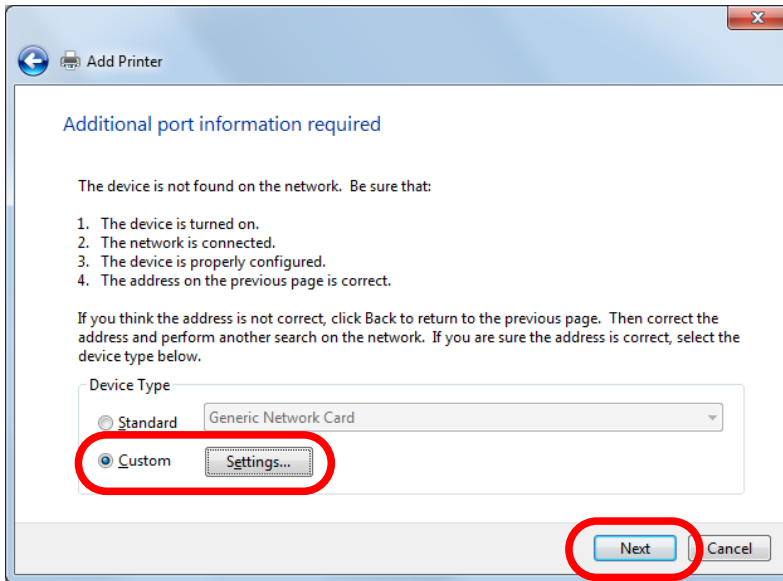 x
Add Printer
Additional port information required
The device is not found on the network. Be sure that:
1. The device is turned on.
2. The network is connected.
3. The device is properly configured.
4. The address on the previous page is correct.
If you think the address is not correct, click Back to return to the previous page. Then correct the
address and perform another search on the network. If you are sure the address is correct, select the
device type below.
Device Type
Standard Generic Network Card
Custom Settings...
Next Cancel